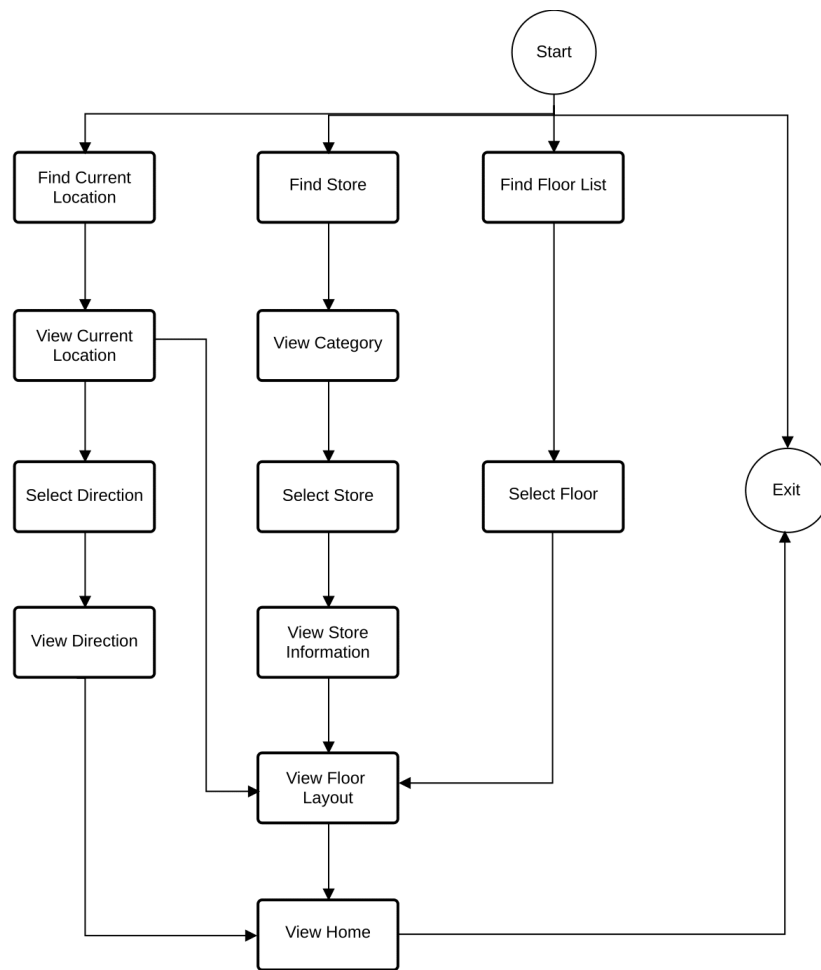 Start
Find Current
Location
Find Store
Find Floor List
View Current
Location
View Category
Select Direction
Select Store
Select Floor
Exit
View Direction
View Store
Information
View Floor
Layout
View Home